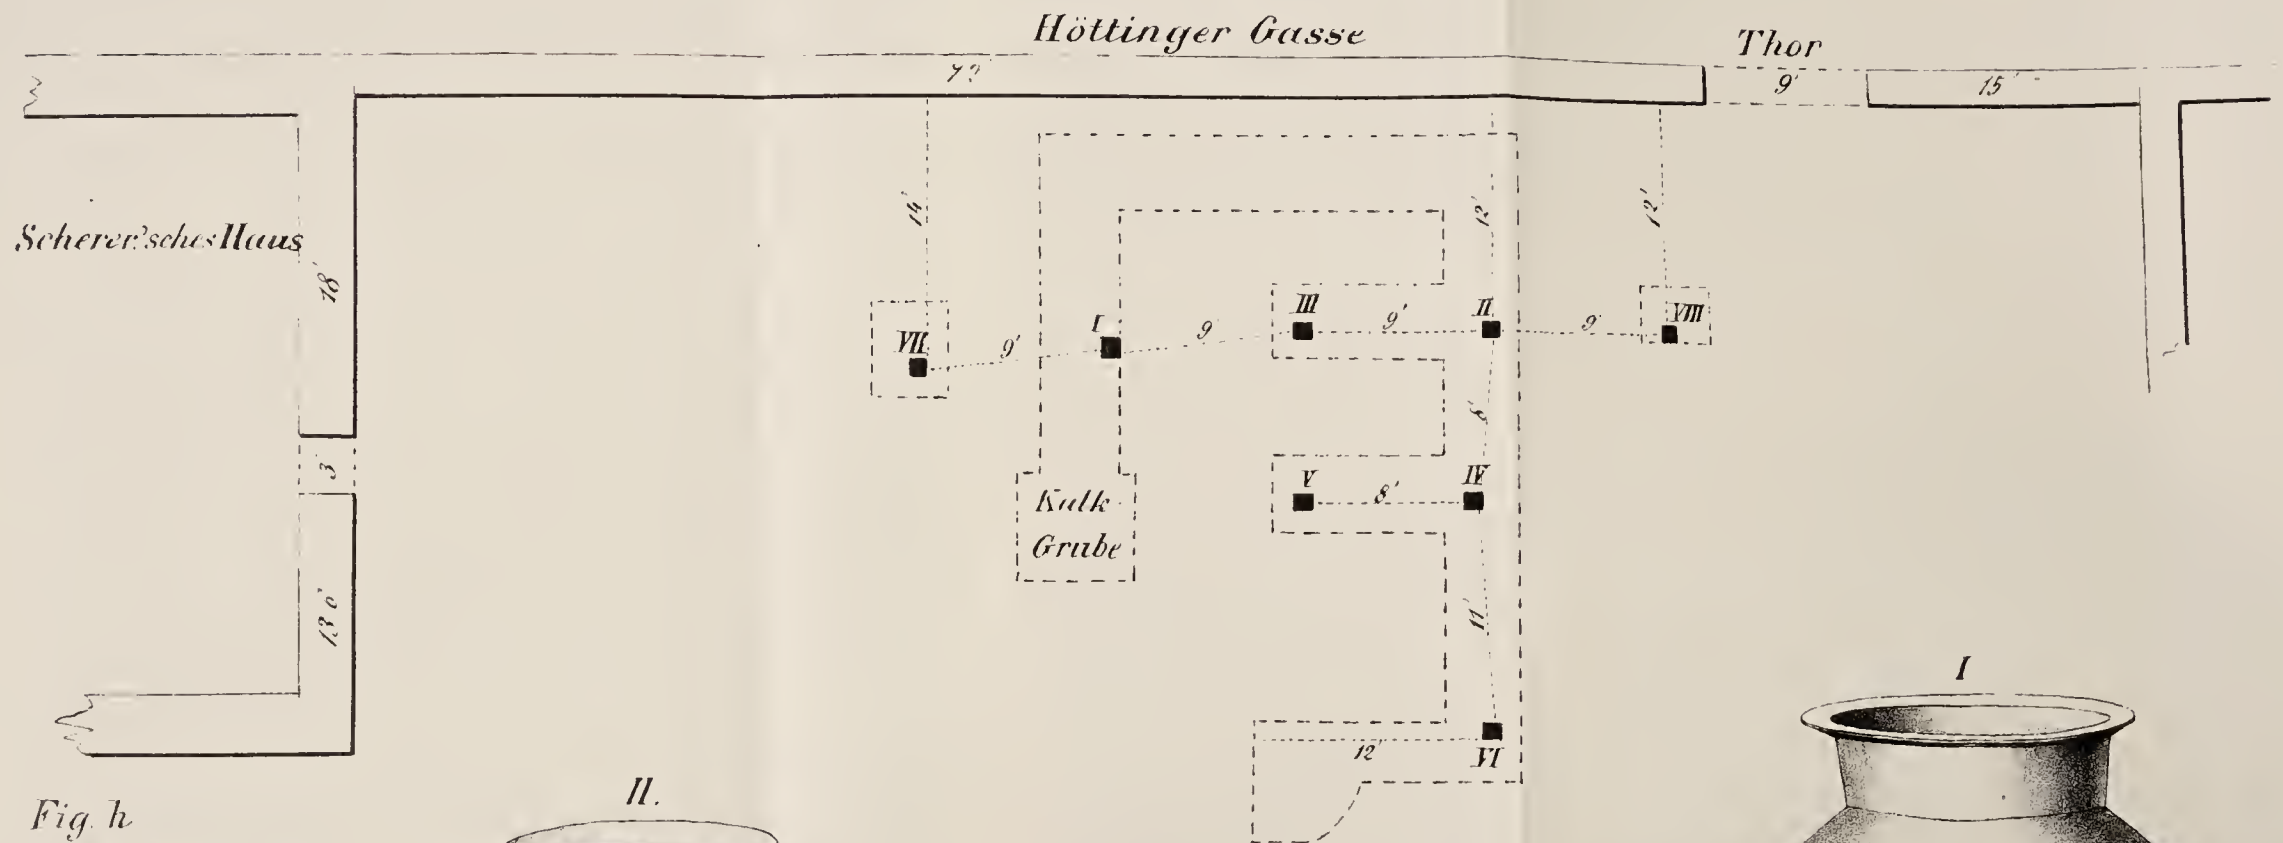 Höttinger Gasse
Thor
9'
15'
Scherer'sches Haus
18'
14'
12'
12'
VII
9'
I
9'
III
9'
II
9'
VIII
8'
3
Kalk
Grube
V
8'
IV
13' 6'
11'
12'
VI
I
II.
Fig. h